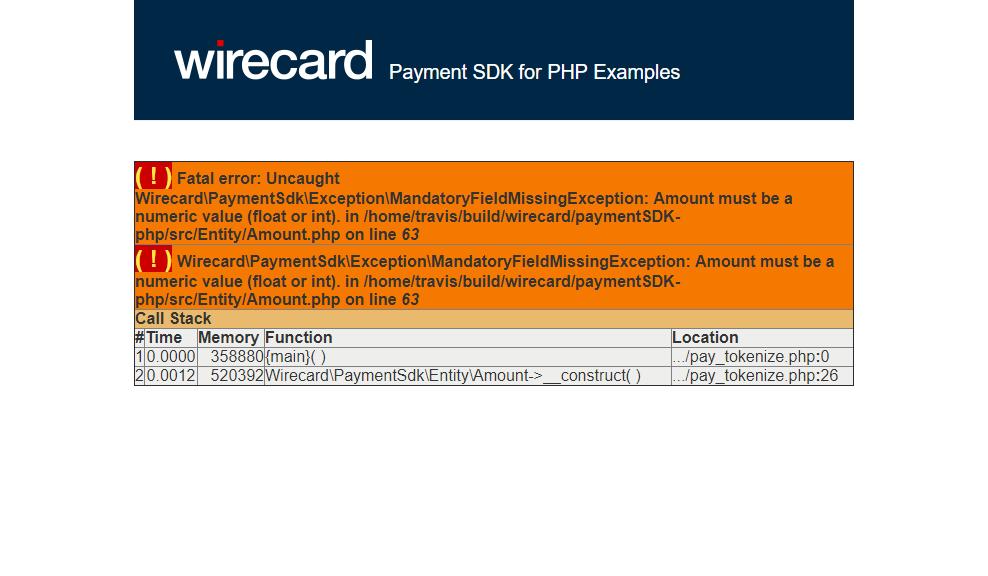 wirecard Payment SDK for PHP Examples
( ! ) Fatal error: Uncaught
Wirecard\PaymentSdk\Exception\MandatoryFieldMissingException: Amount must be a
numeric value (float or int). in /home/travis/build/wirecard/paymentSDK-
php/src/Entity/Amount.php on line 63
( ! ) Wirecard\PaymentSdk\Exception\MandatoryFieldMissingException: Amount must be a
numeric value (float or int). in /home/travis/build/wirecard/paymentSDK-
php/src/Entity/Amount.php on line 63
Call Stack
# Time Memory Function Location
1 0.0000 358880 {main}( ) .../pay_tokenize.php:0
2 0.0012 520392 Wirecard\PaymentSdk\Entity\Amount->__construct( ) .../pay_tokenize.php:26